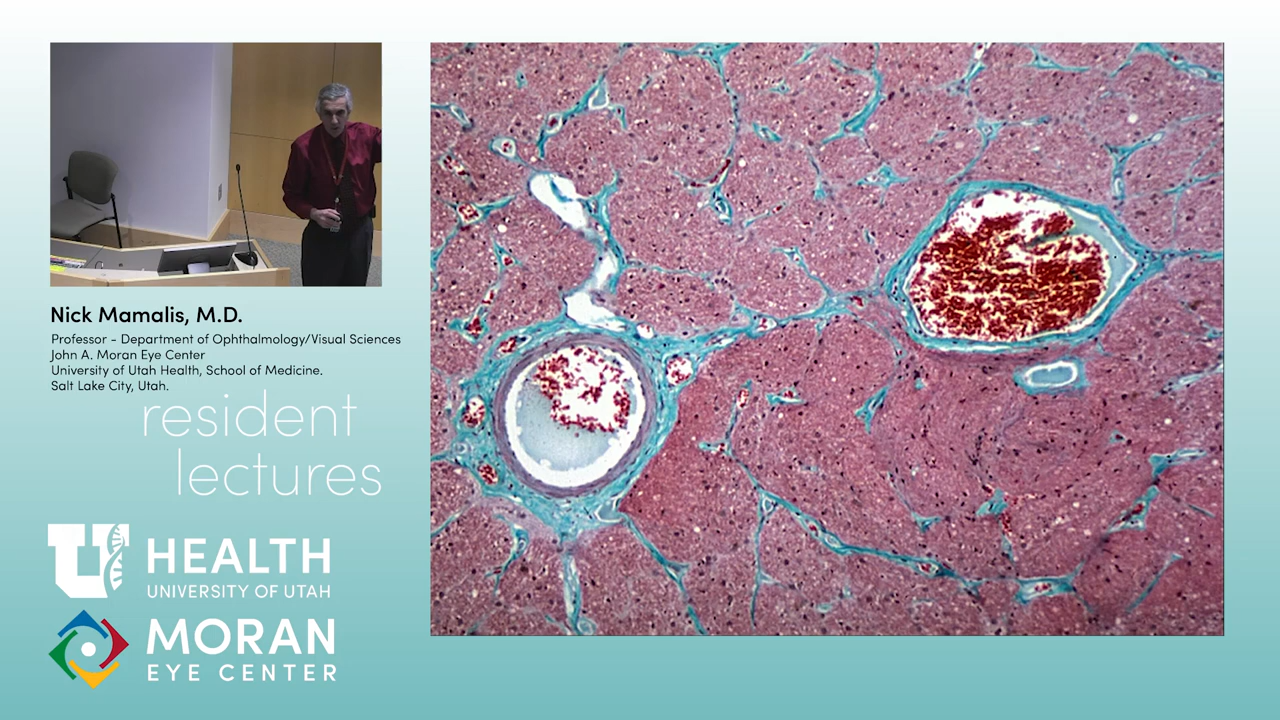 Nick Mamalis, M.D.
Professor - Department of Ophthalmology/Visual Sciences
John A. Moran Eye Center
University of Utah Health, School of Medicine.
Salt Lake City, Utah.
resident
lectures
U HEALTH
UNIVERSITY OF UTAH
MORAN
EYE CENTER